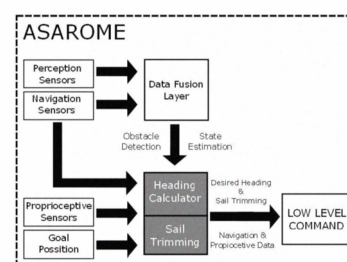 ASAROME
Perception
Sensors
Navigation
Sensors
Data Fusion
Layer
Obstacle
Detection
State
Estimation
Heading
Calculator
Sail
Trimming
Proprioceptive
Sensors
Goal
Possition
Desired Heading
&
Sail Trimming
Navigation &
Propiocetive Data
LOW LEVEL
COMMAND